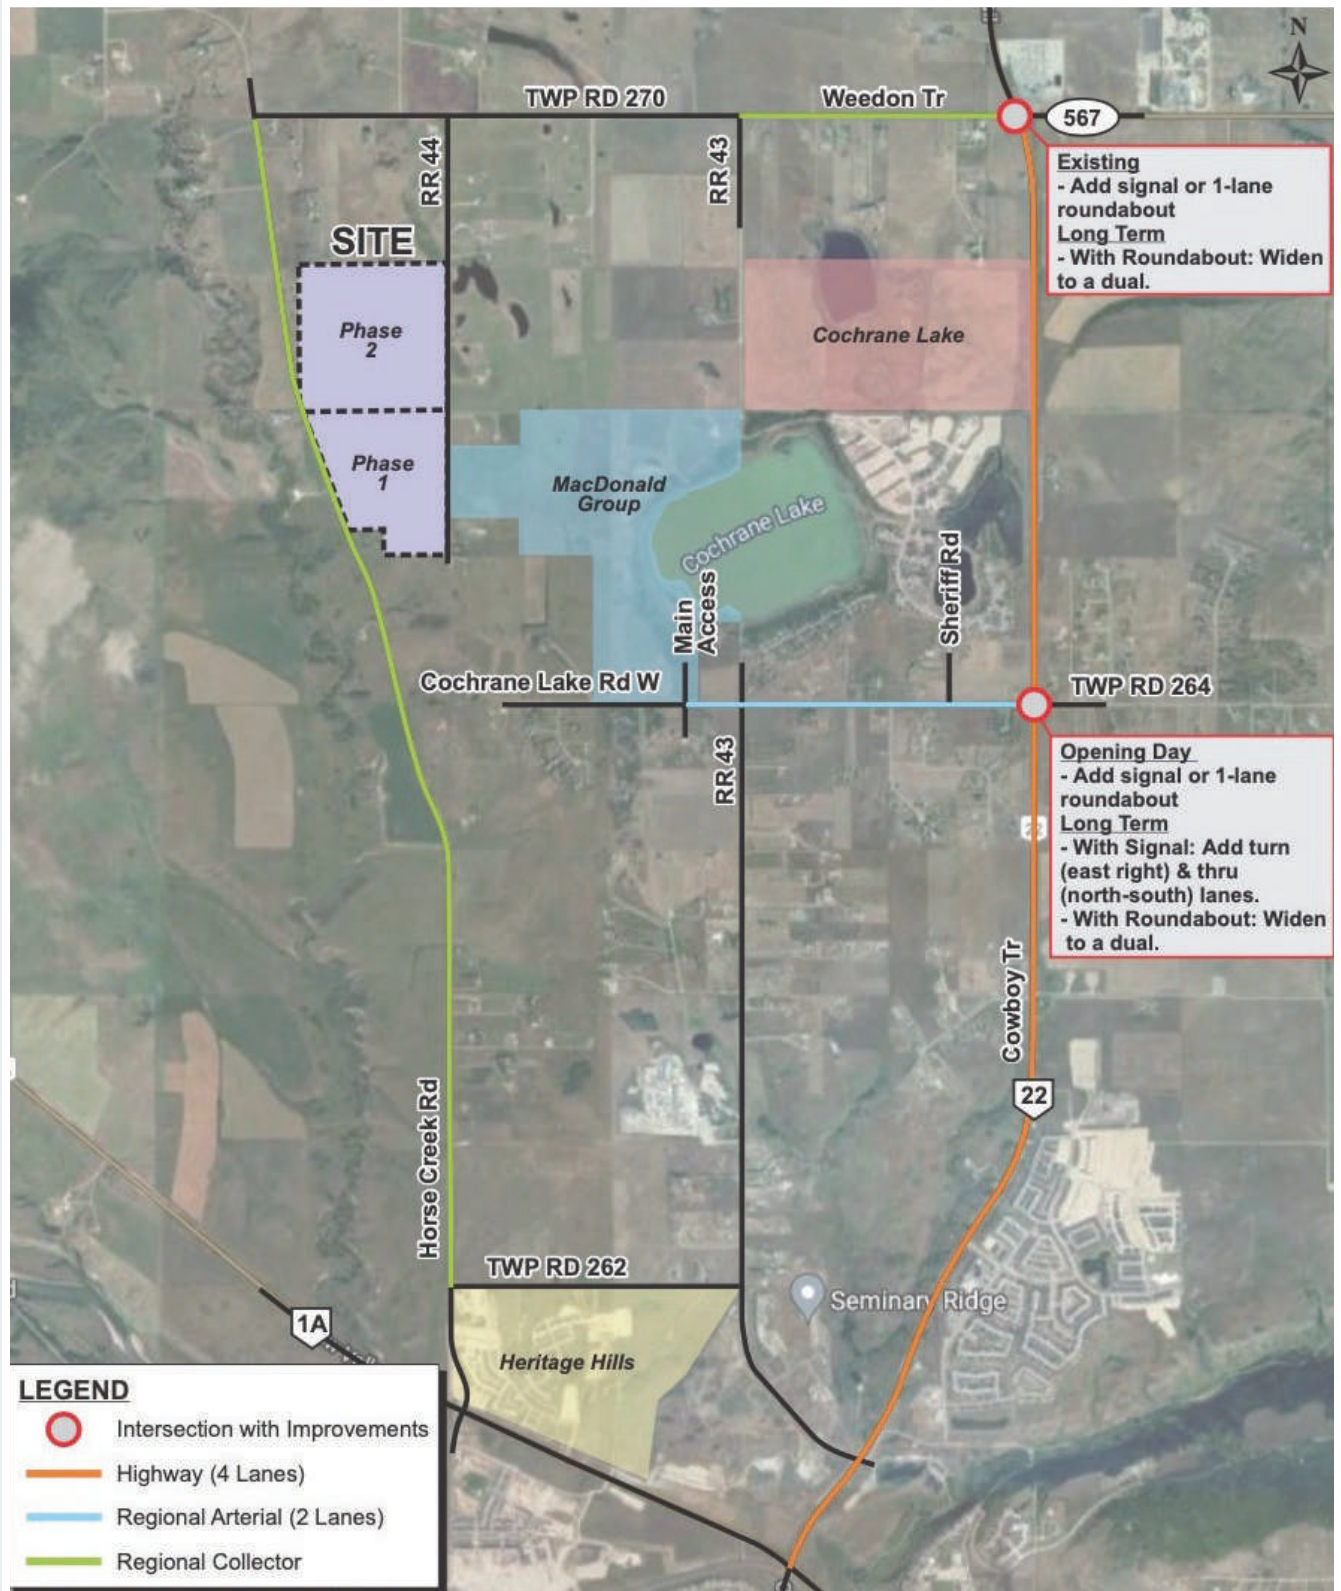 N
TWP RD 270
Weedon Tr
567
RR 44
RR 43
Existing
- Add signal or 1-lane
roundabout
Long Term
- With Roundabout: Widen
to a dual.
SITE
Phase
2
Cochrane Lake
Phase
1
MacDonald
Group
Cochrane Lake
Main
Access
Sheriff Rd
Cochrane Lake Rd W
TWP RD 264
RR 43
Opening Day
- Add signal or 1-lane
roundabout
Long Term
- With Signal: Add turn
(east right) & thru
(north-south) lanes.
- With Roundabout: Widen
to a dual.
22
Cowboy Tr
22
Horse Creek Rd
TWP RD 262
Seminary Ridge
1A
Heritage Hills
LEGEND
Intersection with Improvements
Highway (4 Lanes)
Regional Arterial (2 Lanes)
Regional Collector